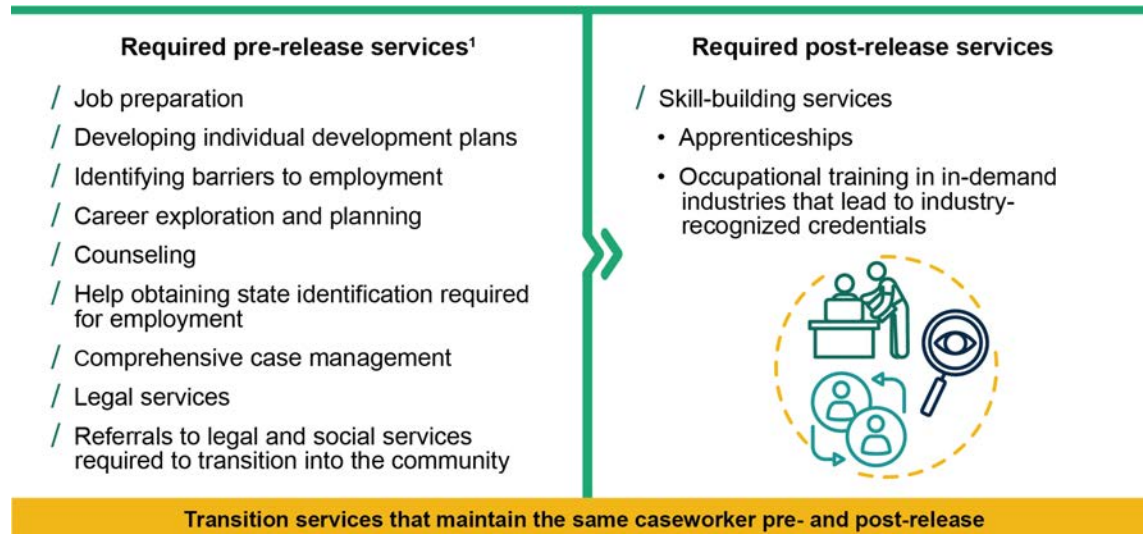 Required pre-release services¹
/ Job preparation
/ Developing individual development plans
/ Identifying barriers to employment
/ Career exploration and planning
/ Counseling
/ Help obtaining state identification required
for employment
/ Comprehensive case management
/ Legal services
/ Referrals to legal and social services
required to transition into the community
Required post-release services
/ Skill-building services
• Apprenticeships
• Occupational training in in-demand
industries that lead to industry-
recognized credentials
Transition services that maintain the same caseworker pre- and post-release